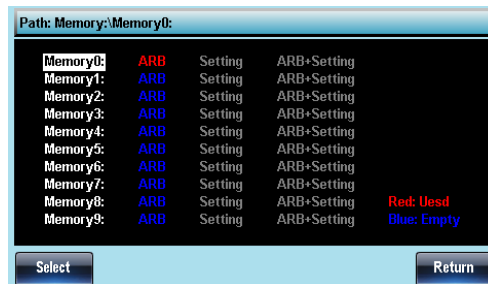 Path: Memory:\Memory0:
Memory0: ARB Setting ARB+Setting
Memory1: ARB Setting ARB+Setting
Memory2: ARB Setting ARB+Setting
Memory3: ARB Setting ARB+Setting
Memory4: ARB Setting ARB+Setting
Memory5: ARB Setting ARB+Setting
Memory6: ARB Setting ARB+Setting
Memory7: ARB Setting ARB+Setting
Memory8: ARB Setting ARB+Setting Red: Uesd
Memory9: ARB Setting ARB+Setting Blue: Empty
Select Return